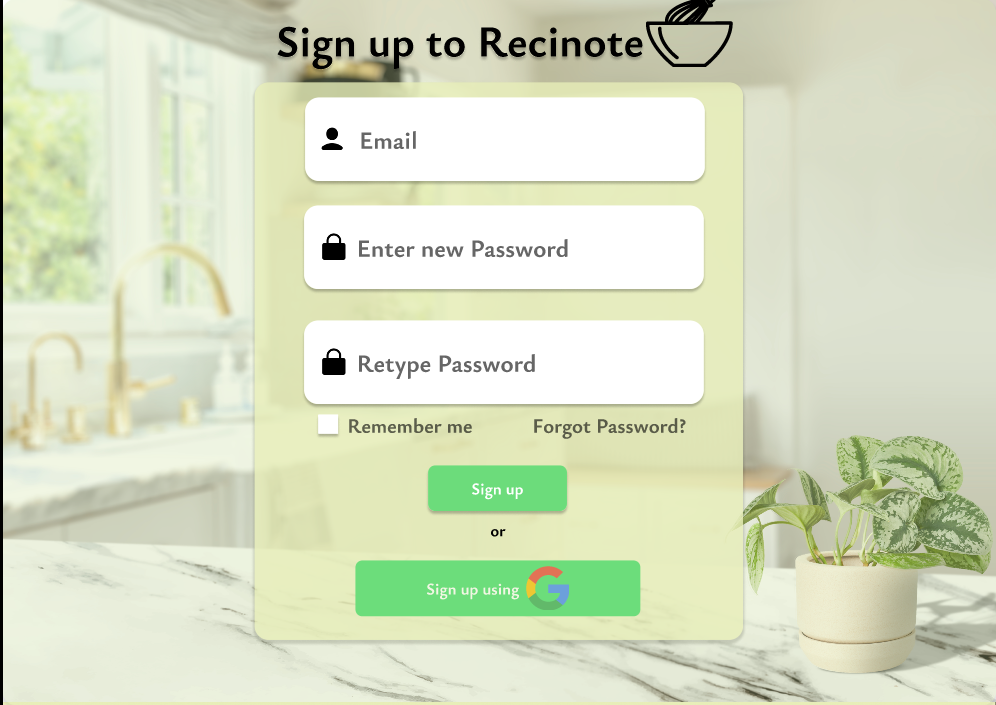 Sign up to Recinote
Email
Enter new Password
Retype Password
Remember me
Forgot Password?
Sign up
or
Sign up using G